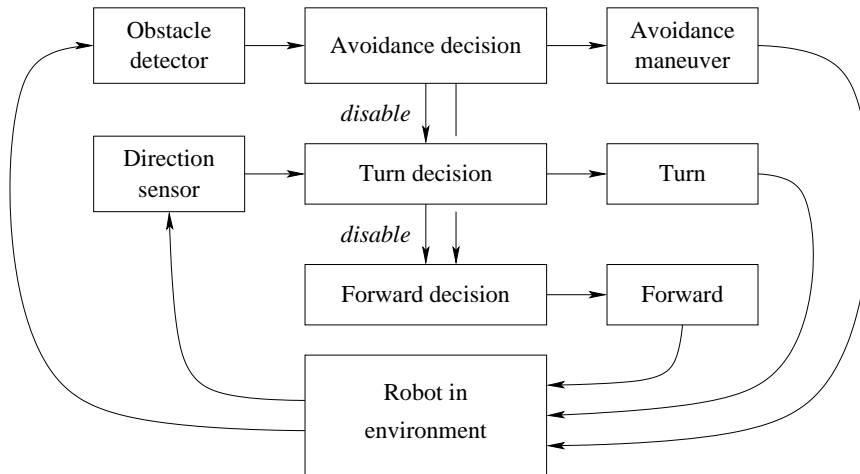 Obstacle
detector
Avoidance decision
Avoidance
maneuver
disable
Direction
sensor
Turn decision
Turn
disable
Forward decision
Forward
Robot in
environment